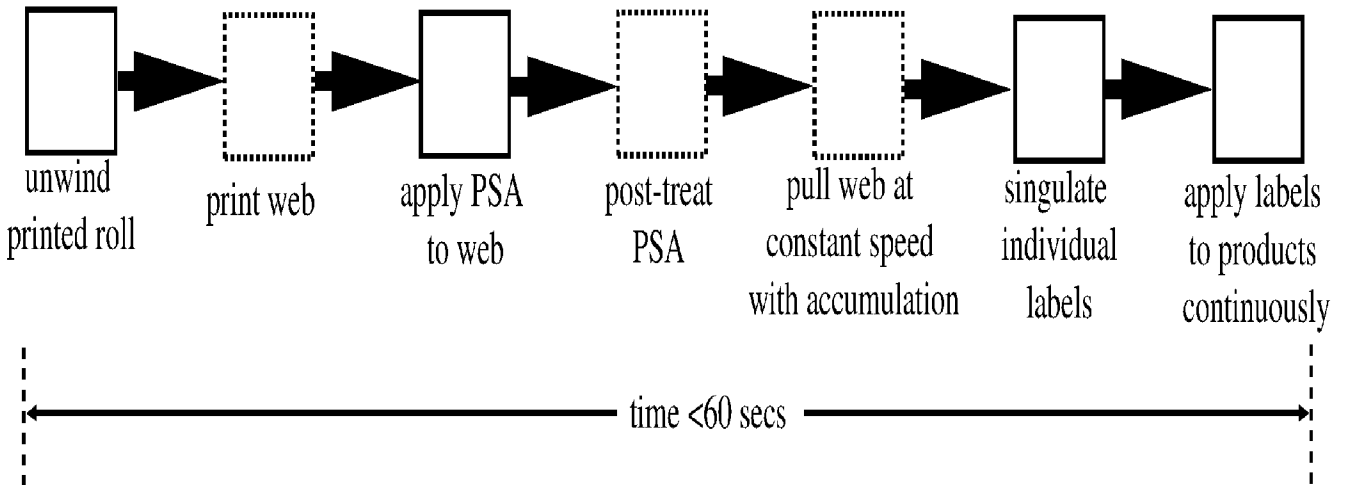 unwind
printed roll
print web
apply PSA
to web
post-treat
PSA
pull web at
constant speed
with accumulation
singulate
individual
labels
apply labels
to products
continuously
time <60 secs